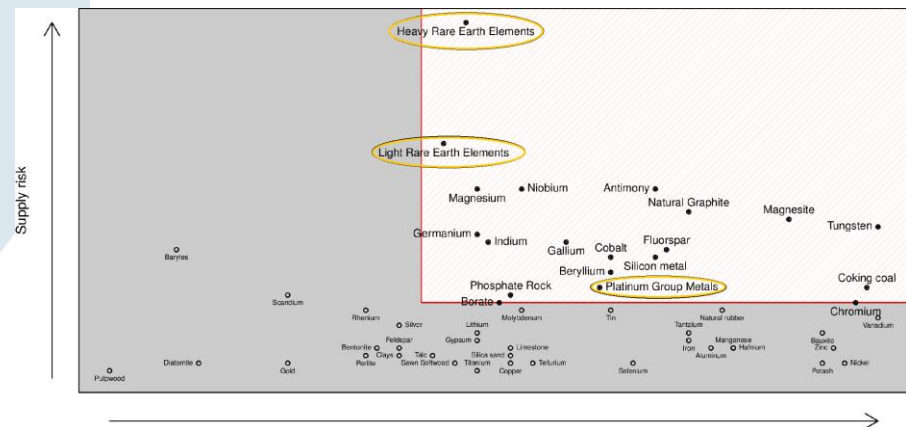 Supply risk
Heavy Rare Earth Elements
Light Rare Earth Elements
Magnesium
Niobium
Antimony
Natural Graphite
Magnesite
Tungsten
Germanium
Indium
Gallium
Cobalt
Fluorspar
Beryllium
Silicon metal
Phosphate Rock
Platinum Group Metals
Coking coal
Borate
Chromium
Barytes
Scandium
Rhenium
Molybdenum
Tin
Natural rubber
Vanadium
Silver
Lithium
Tantalum
Feldspar
Gypsum
Iron
Manganese
Bauxite
Bentonite
Clays
Talc
Limestone
Silica sand
Aluminum
Hafnium
Zinc
Diatomite
Gold
Perlite
Sawn Softwood
Titanium
Copper
Tellurium
Selenium
Potash
Nickel
Pulpwood